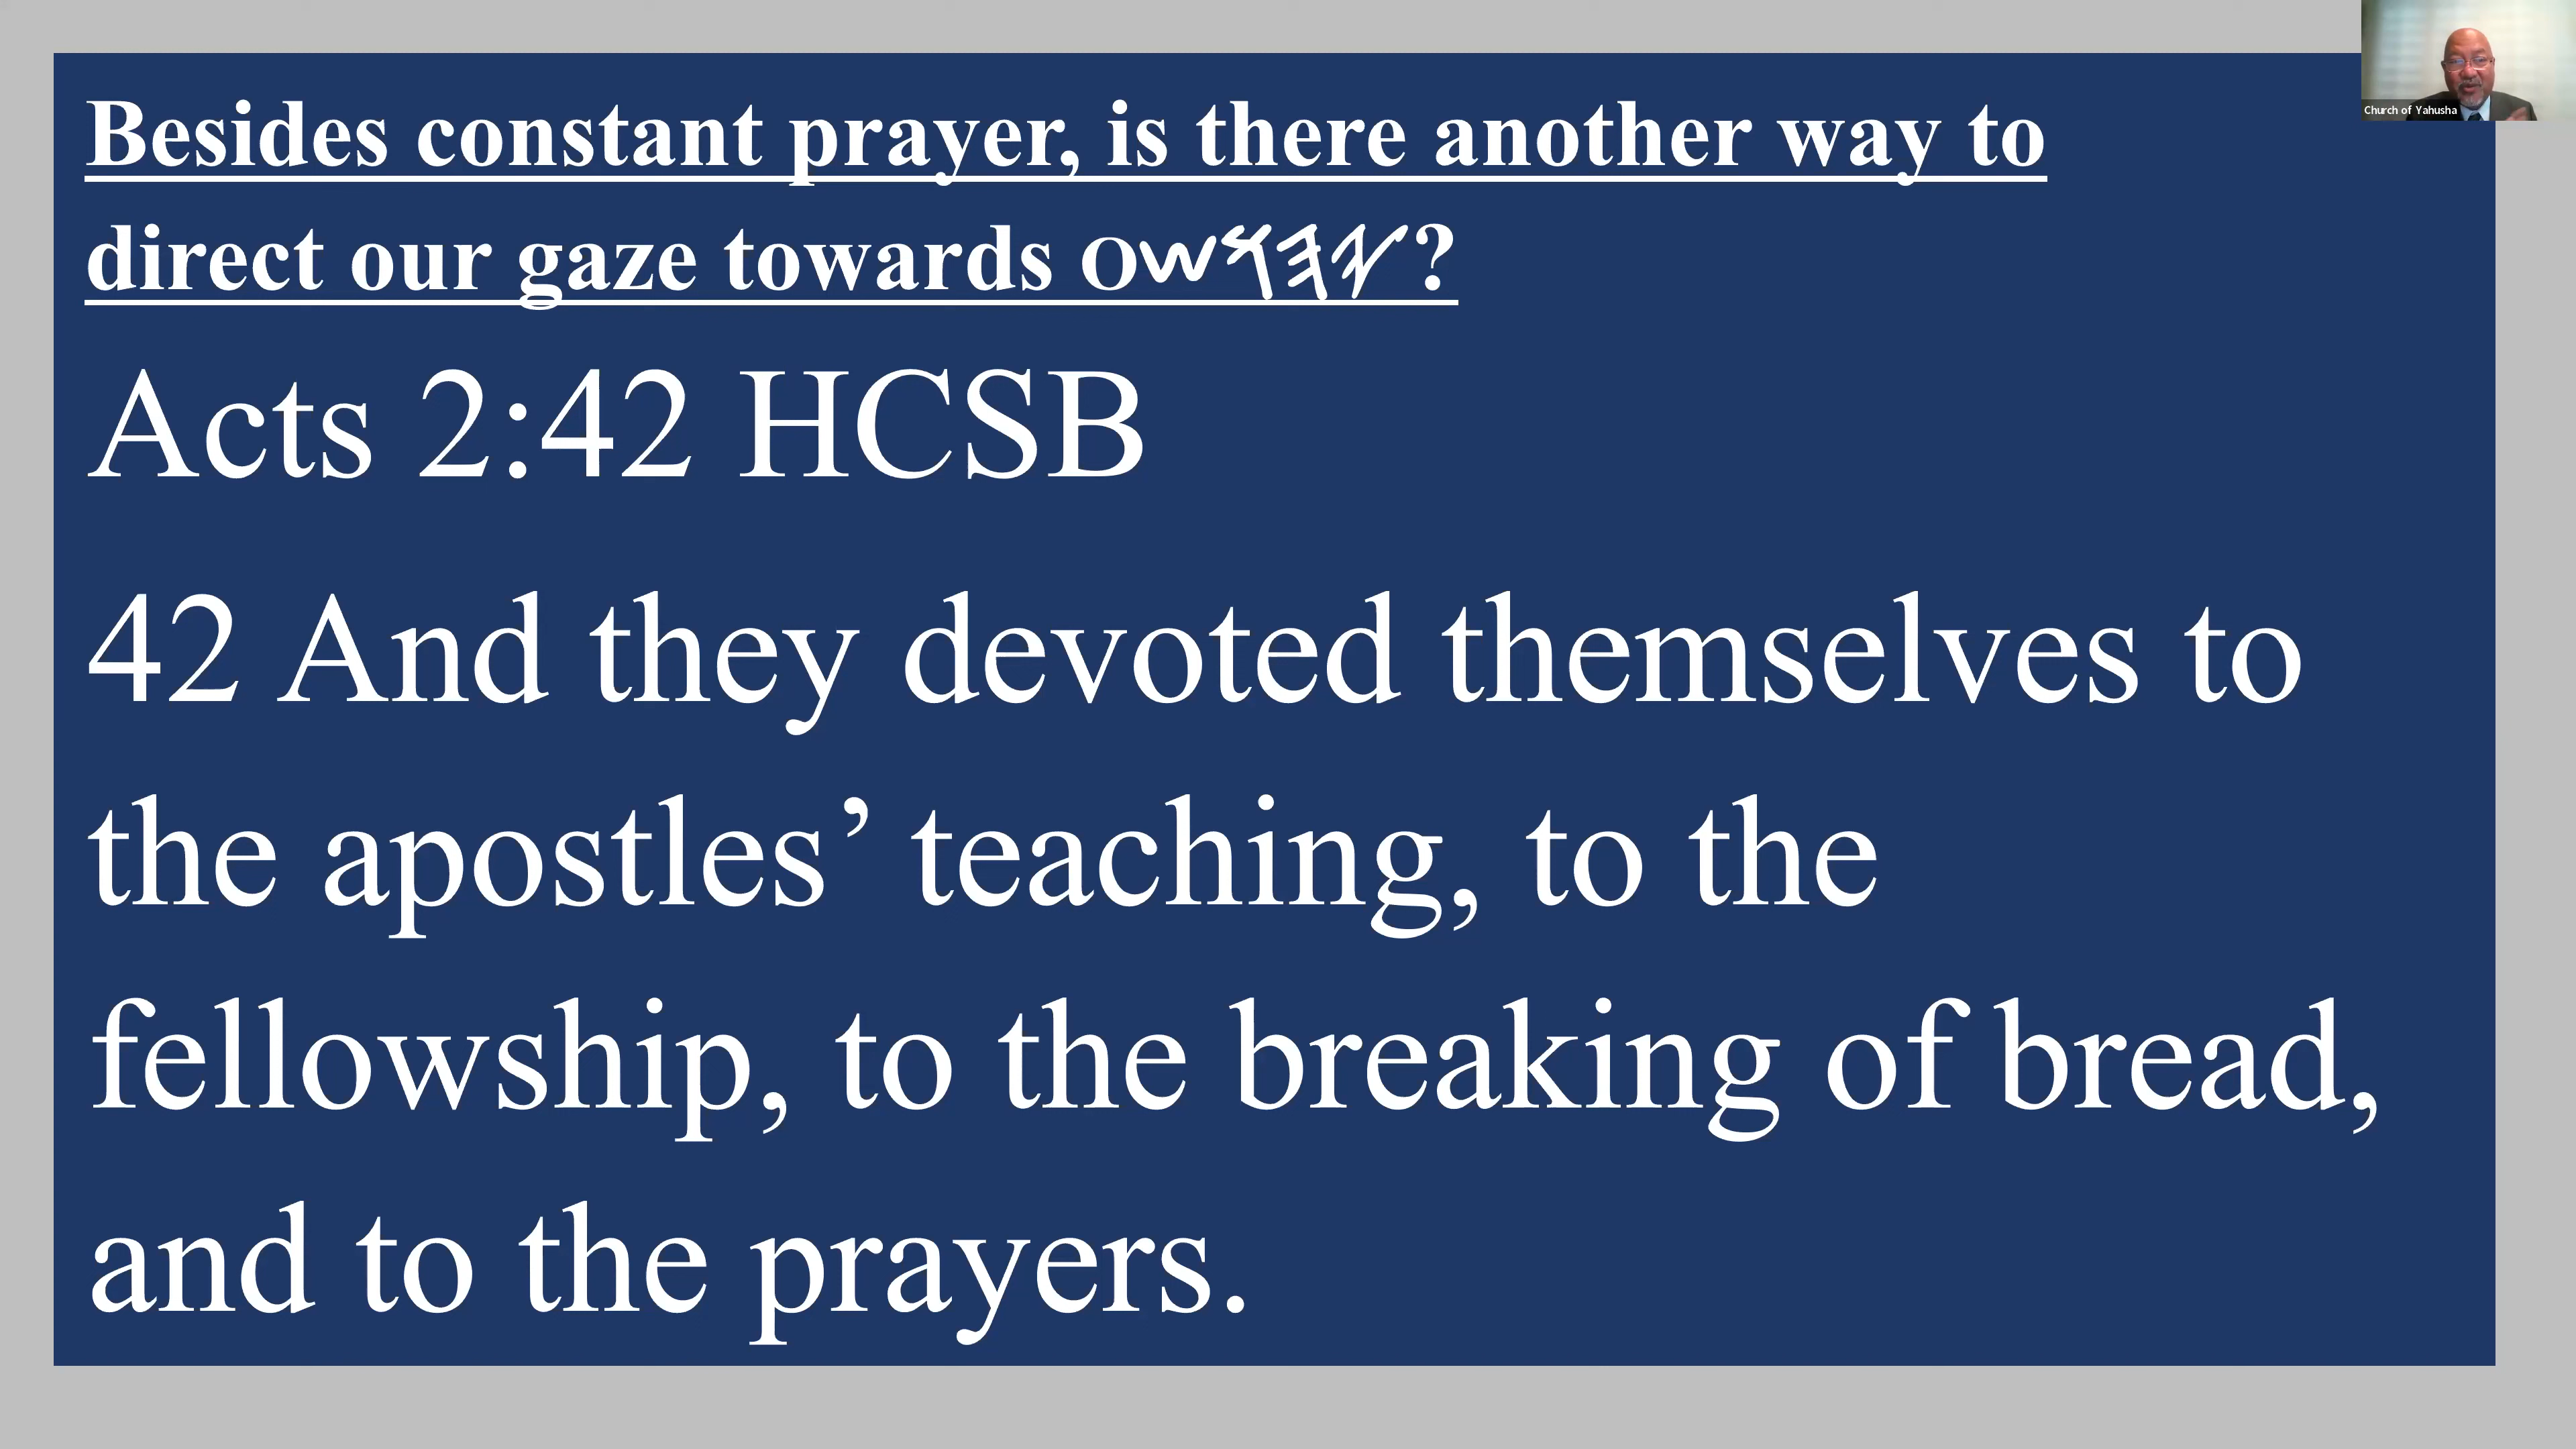 Besides constant prayer, is there another way to
direct our gaze towards 𐤉𐤄𐤅𐤔𐤏?
Acts 2:42 HCSB
42 And they devoted themselves to
the apostles’ teaching, to the
fellowship, to the breaking of bread,
and to the prayers.
Church of Yahusha